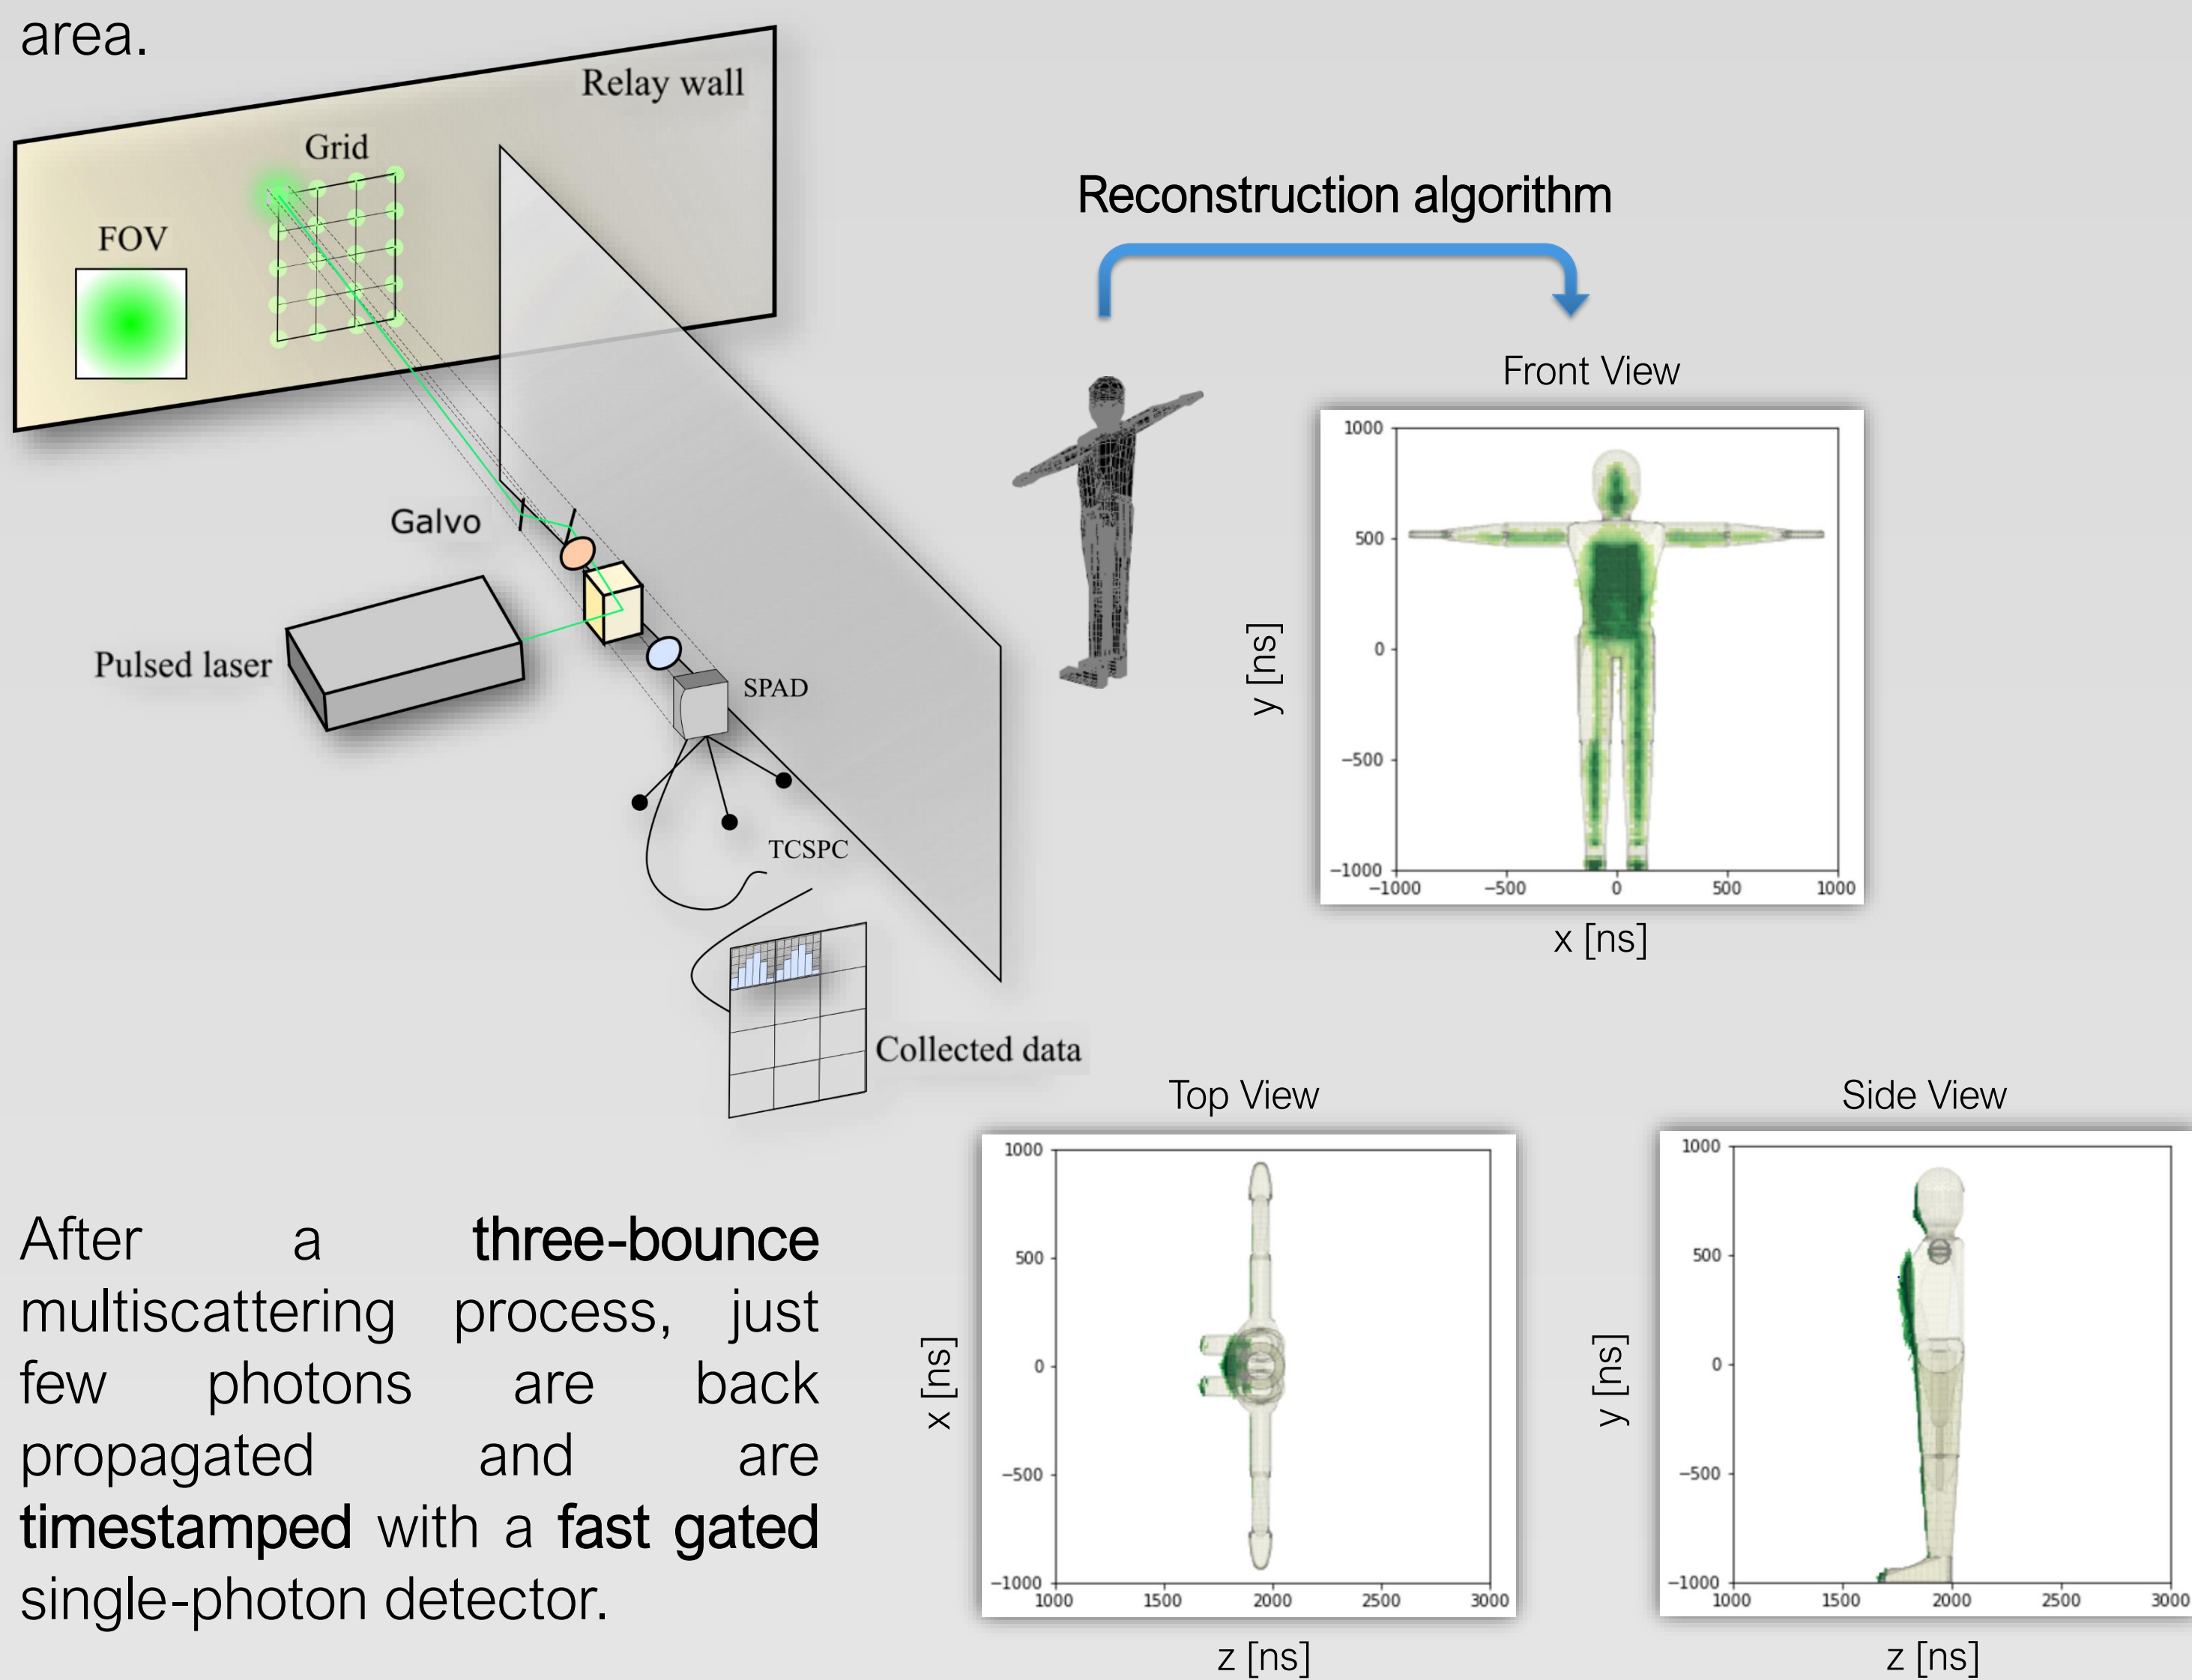 area.
Relay wall
Grid
FOV
Galvo
Pulsed laser
SPAD
TCSPC
Collected data
Reconstruction algorithm
Front View
1000
500
0
−500
−1000
−1000 −500 0 500 1000
y [ns]
x [ns]
Top View
1000
500
0
−500
−1000
1000 1500 2000 2500 3000
x [ns]
z [ns]
Side View
1000
500
0
−500
−1000
1000 1500 2000 2500 3000
y [ns]
z [ns]
After a three-bounce
multiscattering process, just
few photons are back
propagated and are
timestamped with a fast gated
single-photon detector.